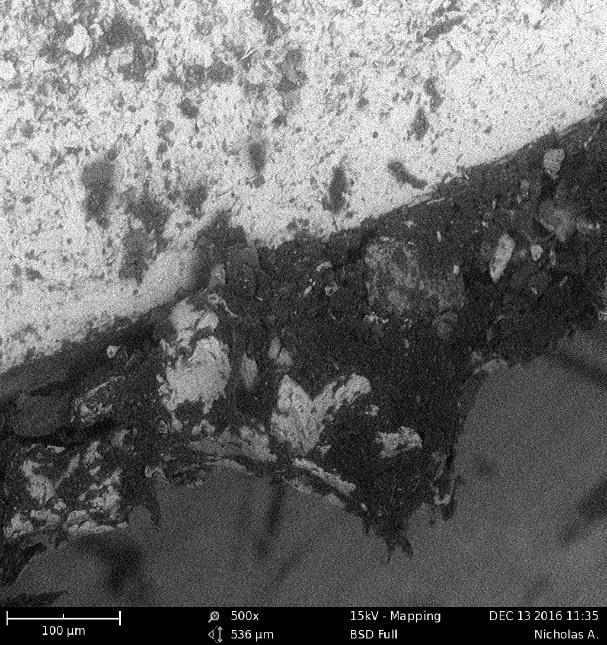 500x 15kV - Mapping DEC 13 2016 11:35
100 µm 536 µm BSD Full Nicholas A.